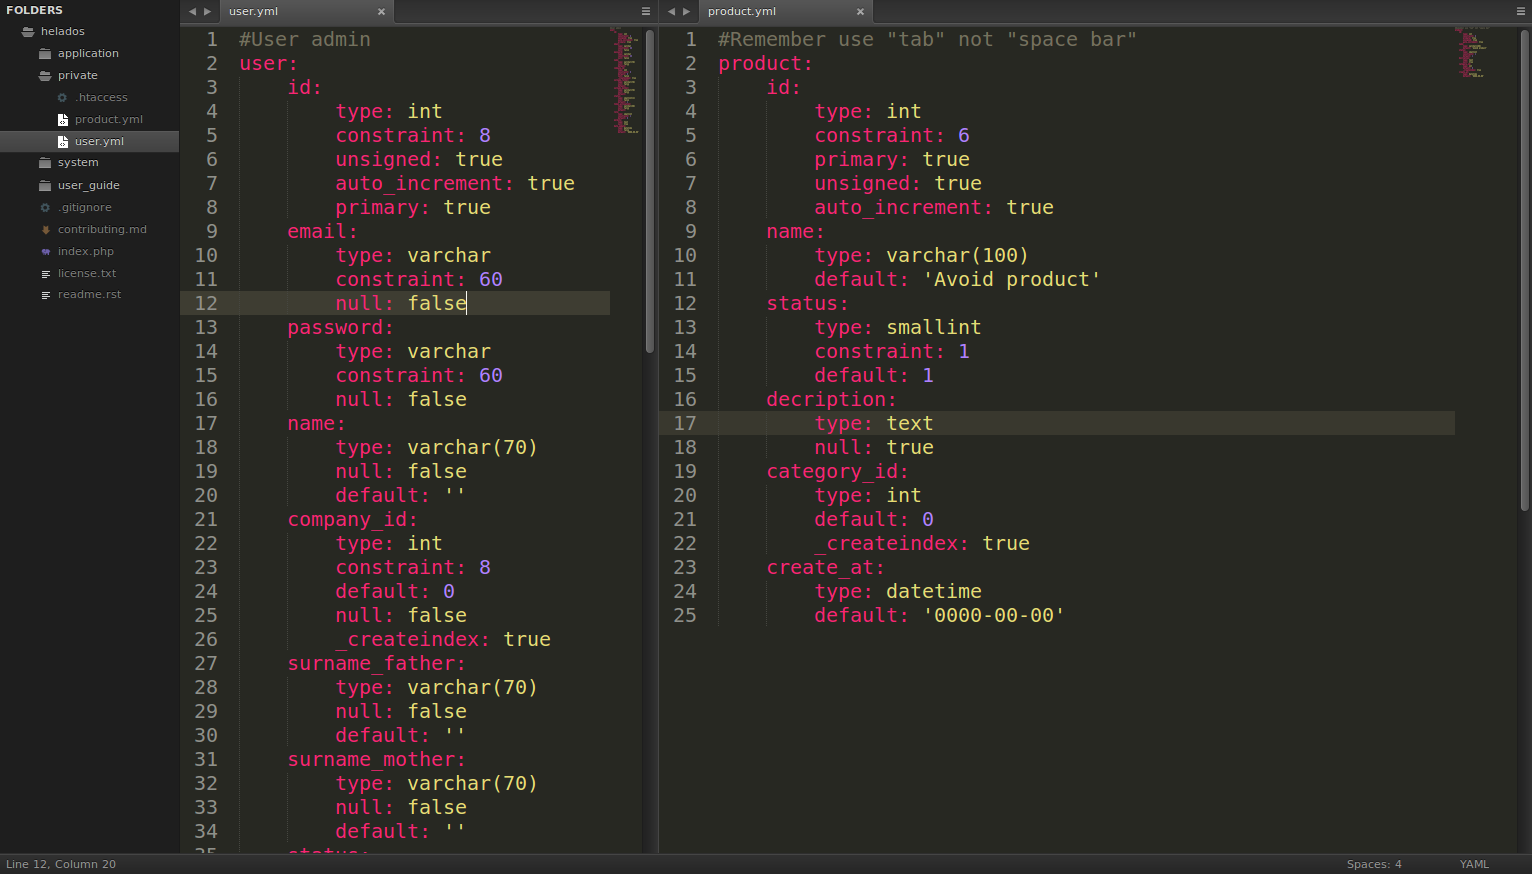 FOLDERS
helados
application
private
.htaccess
product.yml
user.yml
system
user_guide
.gitignore
contributing.md
index.php
license.txt
readme.rst
user.yml
1 #User admin
2 user:
3 id:
4 type: int
5 constraint: 8
6 unsigned: true
7 auto_increment: true
8 primary: true
9 email:
10 type: varchar
11 constraint: 60
12 null: false
13 password:
14 type: varchar
15 constraint: 60
16 null: false
17 name:
18 type: varchar(70)
19 null: false
20 default: ''
21 company_id:
22 type: int
23 constraint: 8
24 default: 0
25 null: false
26 _createindex: true
27 surname_father:
28 type: varchar(70)
29 null: false
30 default: ''
31 surname_mother:
32 type: varchar(70)
33 null: false
34 default: ''
35 status:
product.yml
1 #Remember use "tab" not "space bar"
2 product:
3 id:
4 type: int
5 constraint: 6
6 primary: true
7 unsigned: true
8 auto_increment: true
9 name:
10 type: varchar(100)
11 default: 'Avoid product'
12 status:
13 type: smallint
14 constraint: 1
15 default: 1
16 decription:
17 type: text
18 null: true
19 category_id:
20 type: int
21 default: 0
22 _createindex: true
23 create_at:
24 type: datetime
25 default: '0000-00-00'
Line 12, Column 20
Spaces: 4
YAML